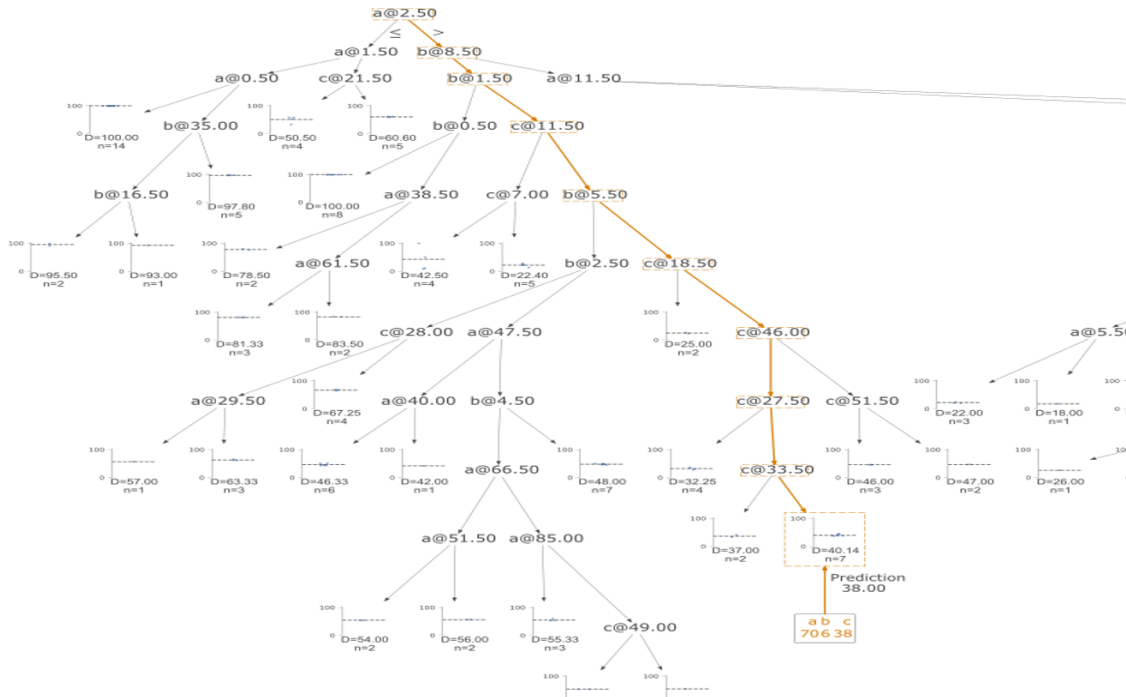 a@2.50
≤ >
a@1.50 b@8.50
a@0.50 c@21.50 b@1.50 a@11.50
100 100 100
b@35.00 b@0.50 c@11.50
0 0 0
D=100.00 D=50.50 D=60.60
n=14 n=4 n=5
100 100
b@16.50 a@38.50 c@7.00 b@5.50
0 0
D=97.80 D=100.00
n=5 n=8
100 100 100 100 100
a@61.50 b@2.50 c@18.50
0 0 0 0 0
D=95.50 D=93.00 D=78.50 D=42.50 D=22.40
n=2 n=1 n=2 n=4 n=5
100 100 100
c@28.00 a@47.50 c@46.00 a@5.50
0 0 0
D=81.33 D=83.50 D=25.00
n=3 n=2 n=2
100 100 100 100
a@29.50 a@40.00 b@4.50 c@27.50 c@51.50
0 0 0 0
D=67.25 D=22.00 D=18.00
n=4 n=3 n=1
100 100 100 100 100 100 100 100 100
a@66.50 c@33.50
0 0 0 0 0 0 0 0 0
D=57.00 D=63.33 D=46.33 D=42.00 D=48.00 D=32.25 D=46.00 D=47.00 D=26.00
n=1 n=3 n=6 n=1 n=7 n=4 n=3 n=2 n=1
100 100
a@51.50 a@85.00
0 0
D=37.00 D=40.14
n=2 n=7
Prediction
38.00
100 100 100
a b c
c@49.00
70 6 38
0 0 0
D=54.00 D=56.00 D=55.33
n=2 n=2 n=3
100 100
0 0